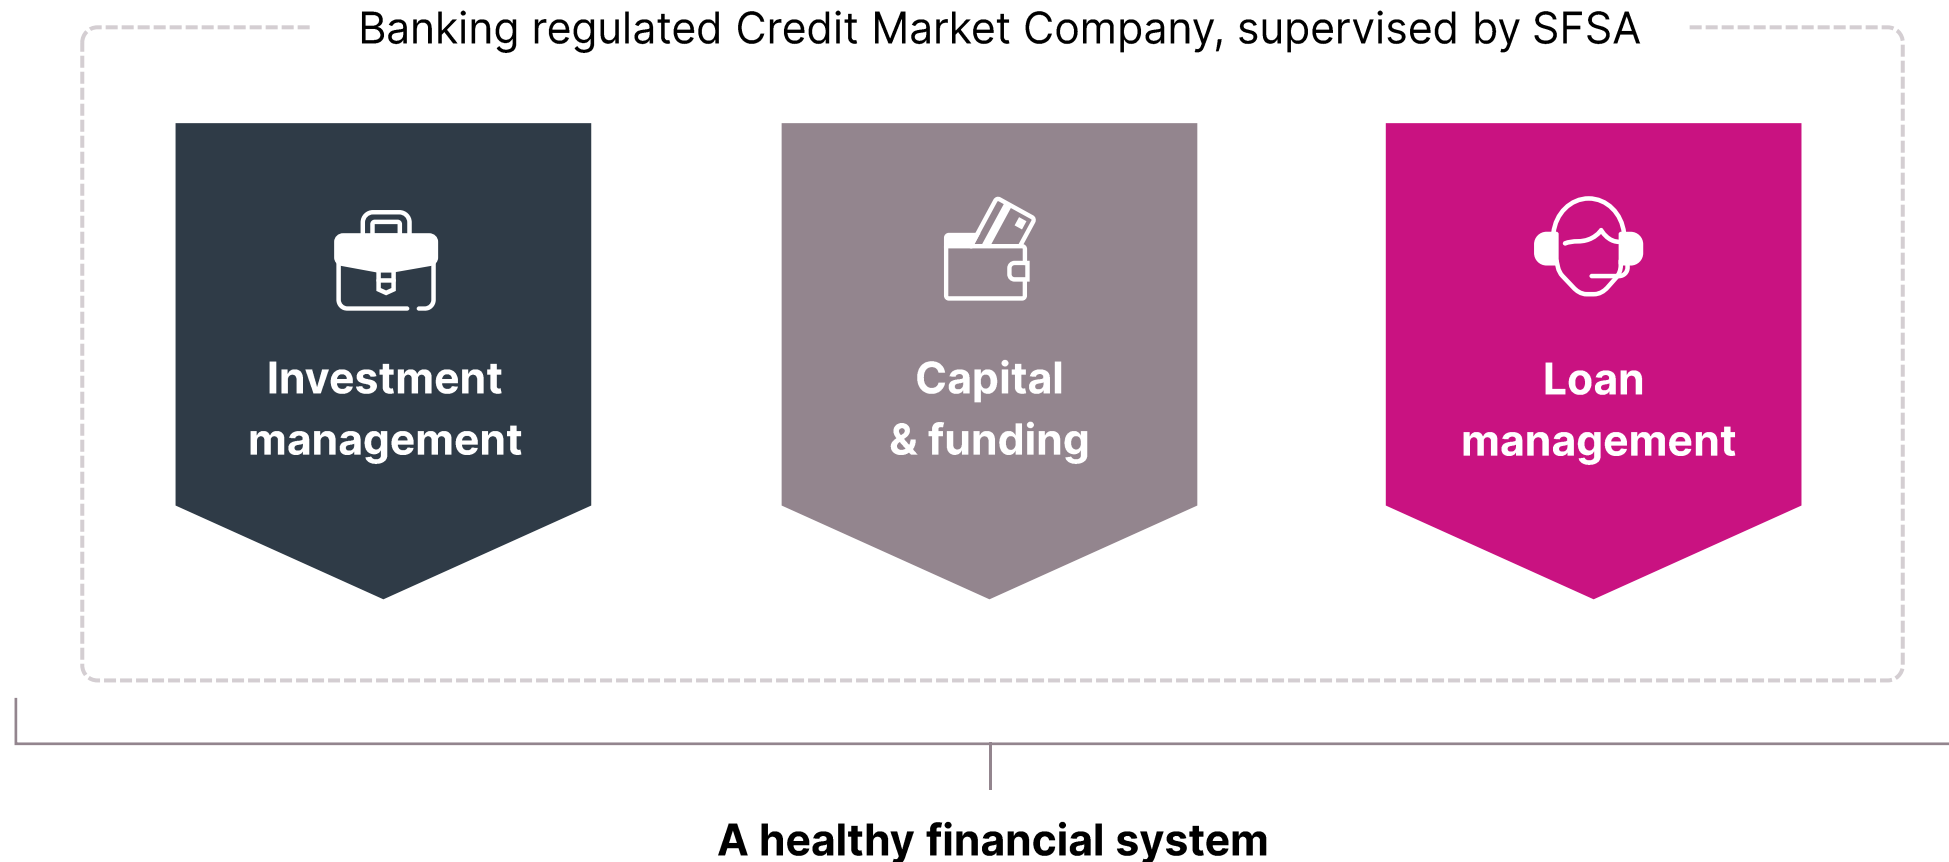 Banking regulated Credit Market Company, supervised by SFSA
Investment
management
Capital
& funding
Loan
management
A healthy financial system